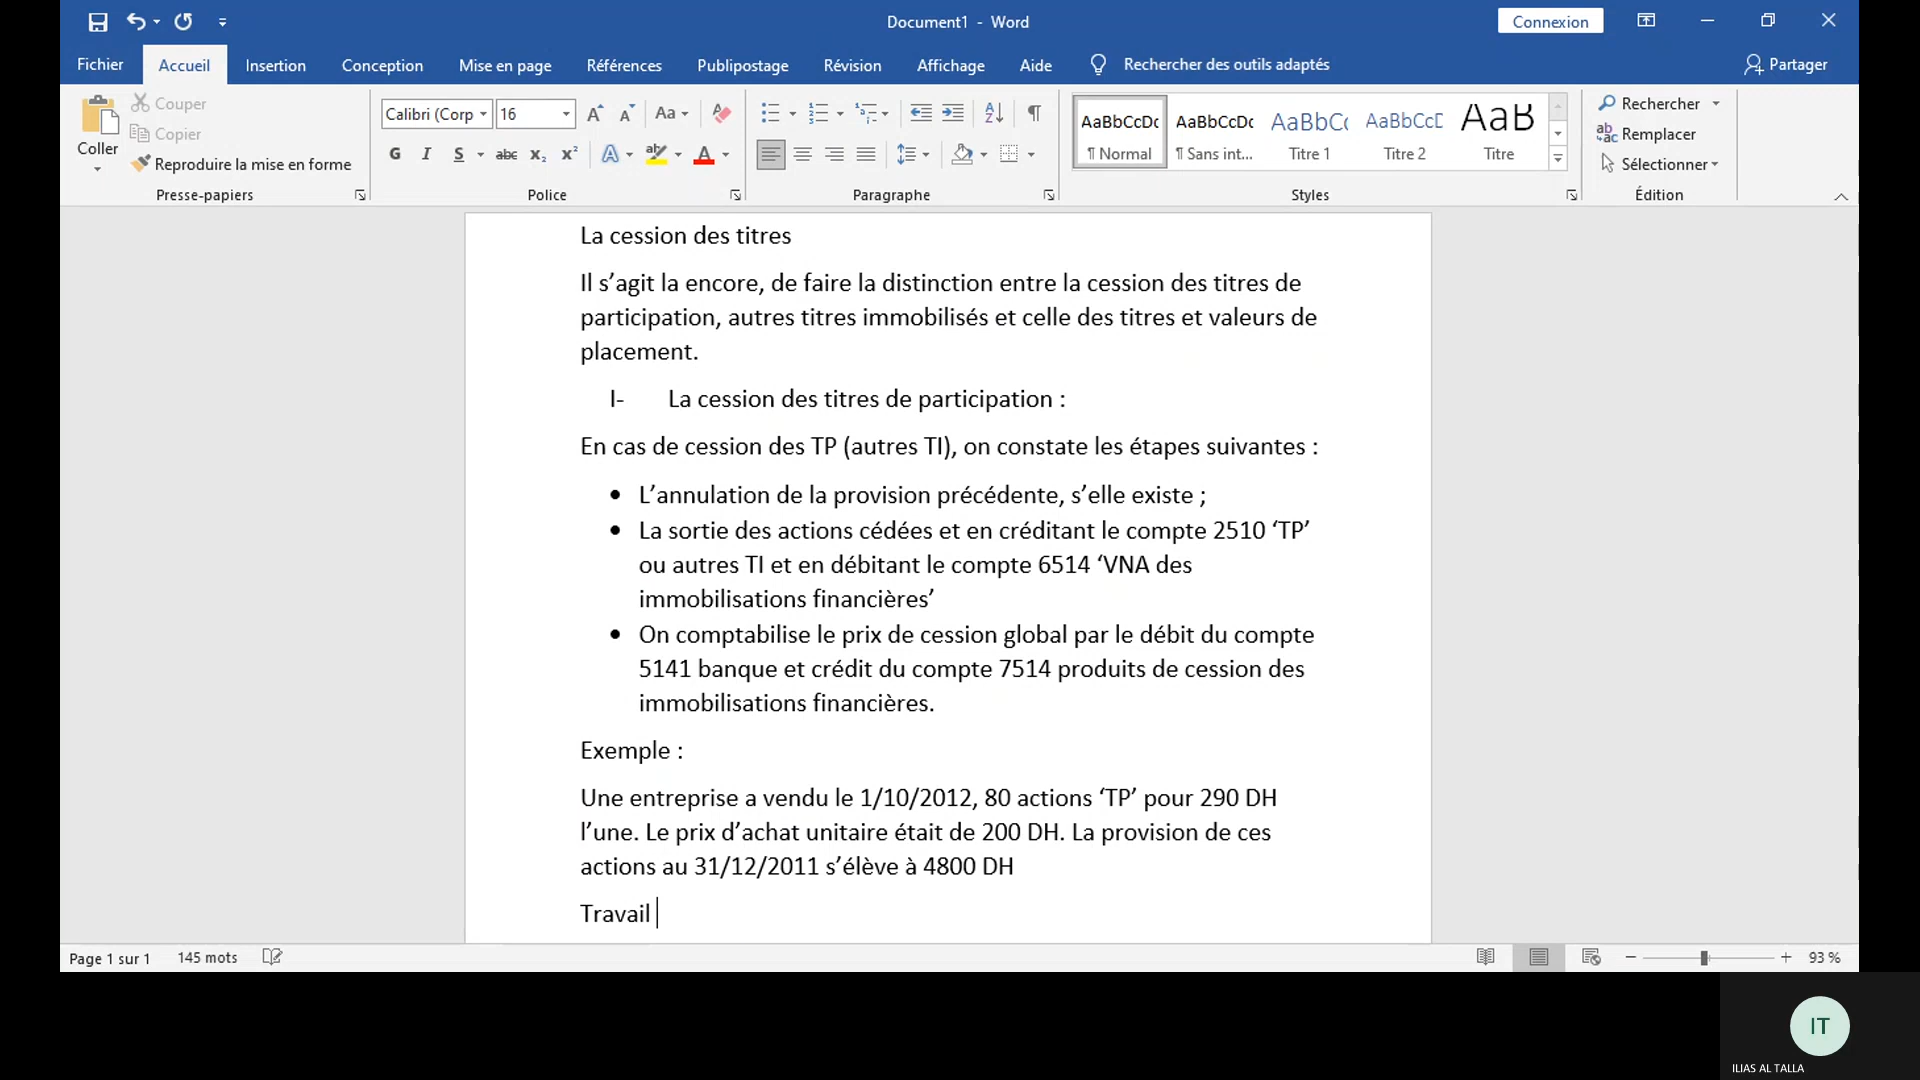 Document1 - Word
Connexion
Fichier
Accueil
Insertion
Conception
Mise en page
Références
Publipostage
Révision
Affichage
Aide
Rechercher des outils adaptés
Partager
Coller
Couper
Copier
Reproduire la mise en forme
Presse-papiers
Calibri (Corp
16
Aa
G I S abc x₂ x² A A
Police
Paragraphe
AaBbCcDc
¶ Normal
AaBbCcDc
¶ Sans int...
AaBbCc
Titre 1
AaBbCcD
Titre 2
AaB
Titre
Styles
Rechercher
Remplacer
Sélectionner
Édition
La cession des titres
Il s’agit la encore, de faire la distinction entre la cession des titres de
participation, autres titres immobilisés et celle des titres et valeurs de
placement.
I- La cession des titres de participation :
En cas de cession des TP (autres TI), on constate les étapes suivantes :
• L’annulation de la provision précédente, s’elle existe ;
• La sortie des actions cédées et en créditant le compte 2510 ‘TP’
ou autres TI et en débitant le compte 6514 ‘VNA des
immobilisations financières’
• On comptabilise le prix de cession global par le débit du compte
5141 banque et crédit du compte 7514 produits de cession des
immobilisations financières.
Exemple :
Une entreprise a vendu le 1/10/2012, 80 actions ‘TP’ pour 290 DH
l’une. Le prix d’achat unitaire était de 200 DH. La provision de ces
actions au 31/12/2011 s’élève à 4800 DH
Travail
Page 1 sur 1
145 mots
93 %
IT
ILIAS AL TALLA